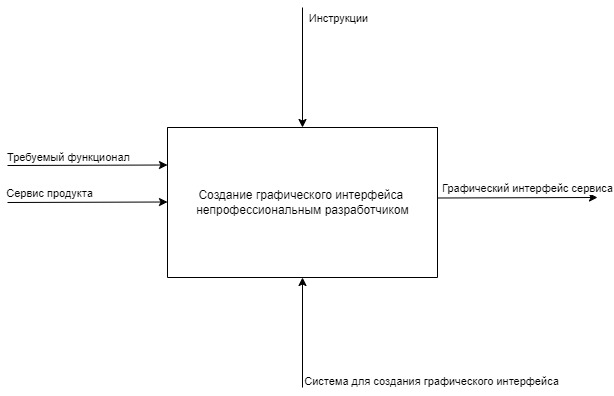 Инструкции
Требуемый функционал
Сервис продукта
Создание графического интерфейса
непрофессиональным разработчиком
Графический интерфейс сервиса
Система для создания графического интерфейса